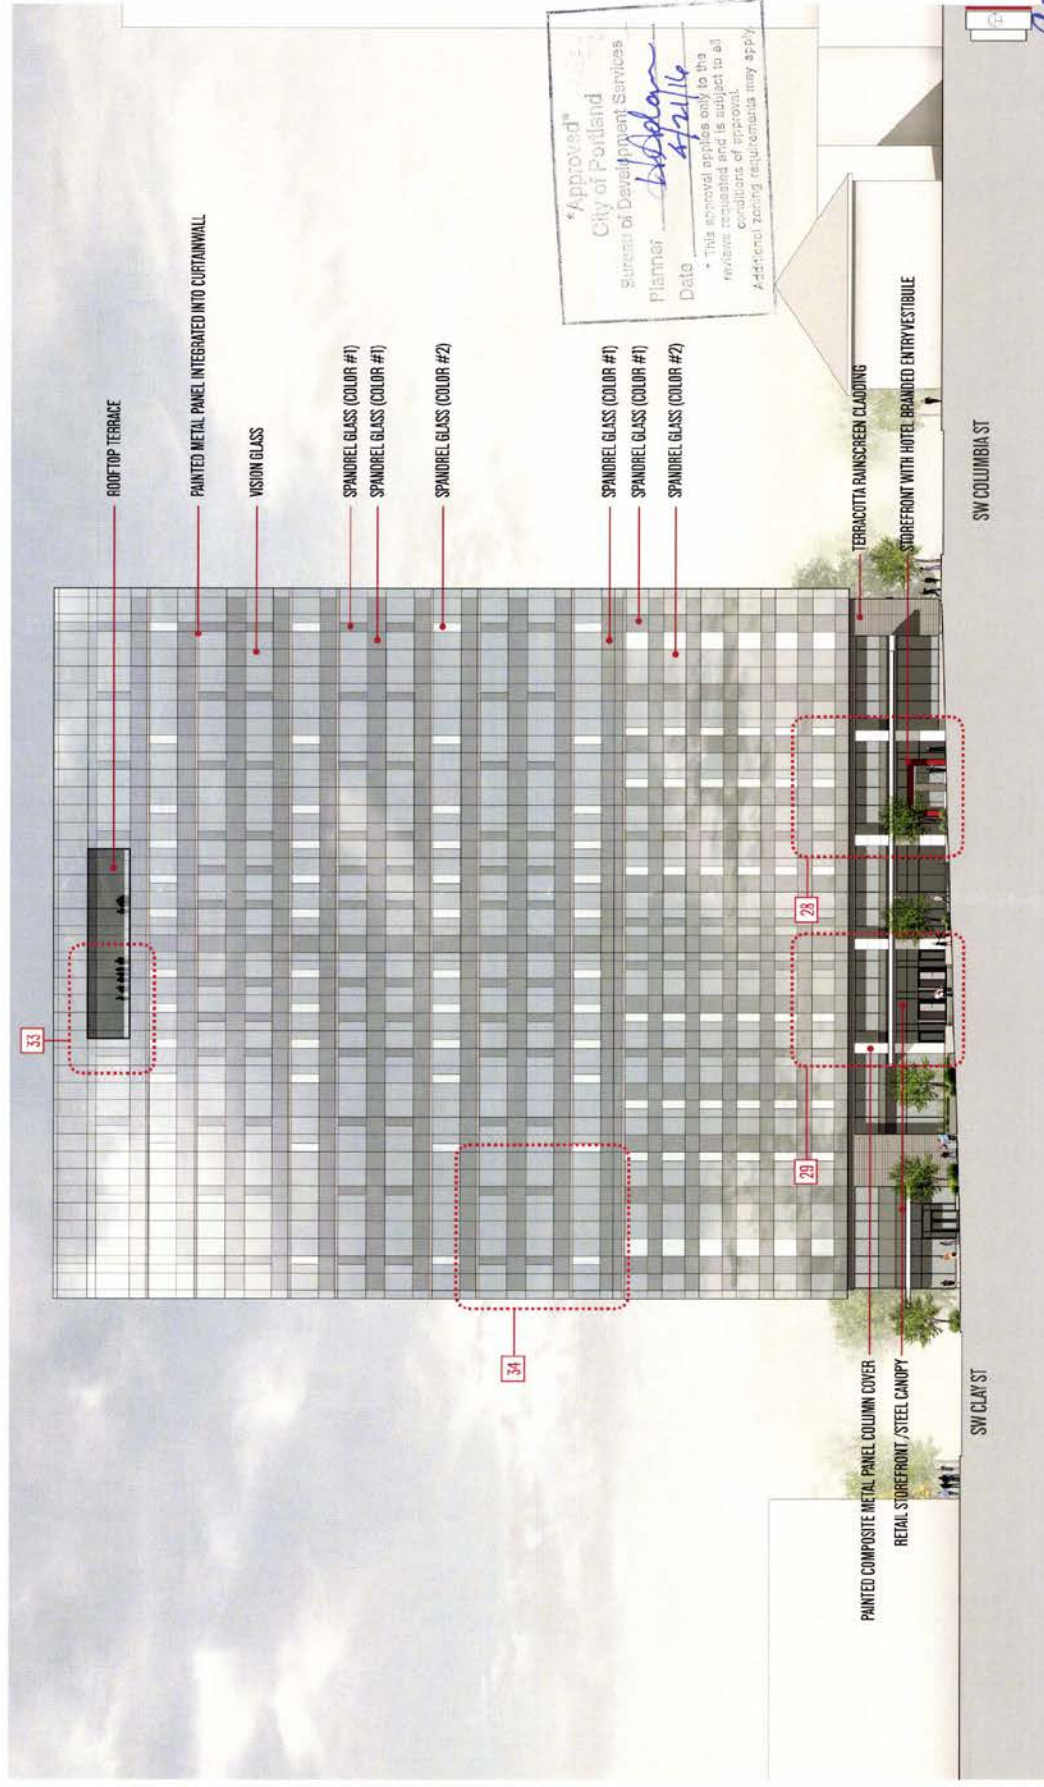 33
ROOFTOP TERRACE
PAINTED METAL PANEL INTEGRATED INTO CURTAINWALL
VISION GLASS
SPANDREL GLASS (COLOR #1)
SPANDREL GLASS (COLOR #1)
SPANDREL GLASS (COLOR #2)
SPANDREL GLASS (COLOR #1)
SPANDREL GLASS (COLOR #1)
SPANDREL GLASS (COLOR #2)
34
29
28
TERRACOTTA RAINSCREEN CLADDING
STOREFRONT WITH HOTEL BRANDED ENTRY VESTIBULE
PAINTED COMPOSITE METAL PANEL COLUMN COVER
RETAIL STOREFRONT / STEEL CANOPY
SW CLAY ST
SW COLUMBIA ST
*Approved*
City of Portland
Bureau of Development Services
Planner
Date 4/21/16
* This approval applies only to the
reviews requested and is subject to all
conditions of approval.
Additional zoning requirements may apply.